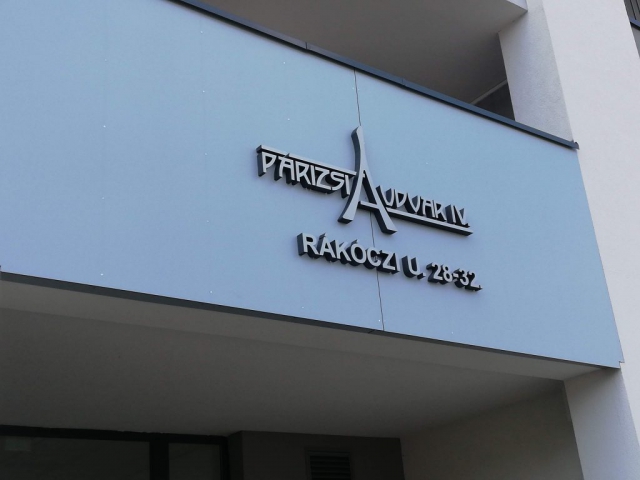 PÁRIZSI UDVAR IV.
RÁKÓCZI U. 28-32.